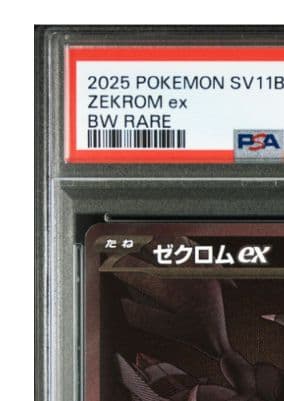 2025 POKEMON SV11B
ZEKROM ex
BW RARE
PSA
たね
ゼクロムex